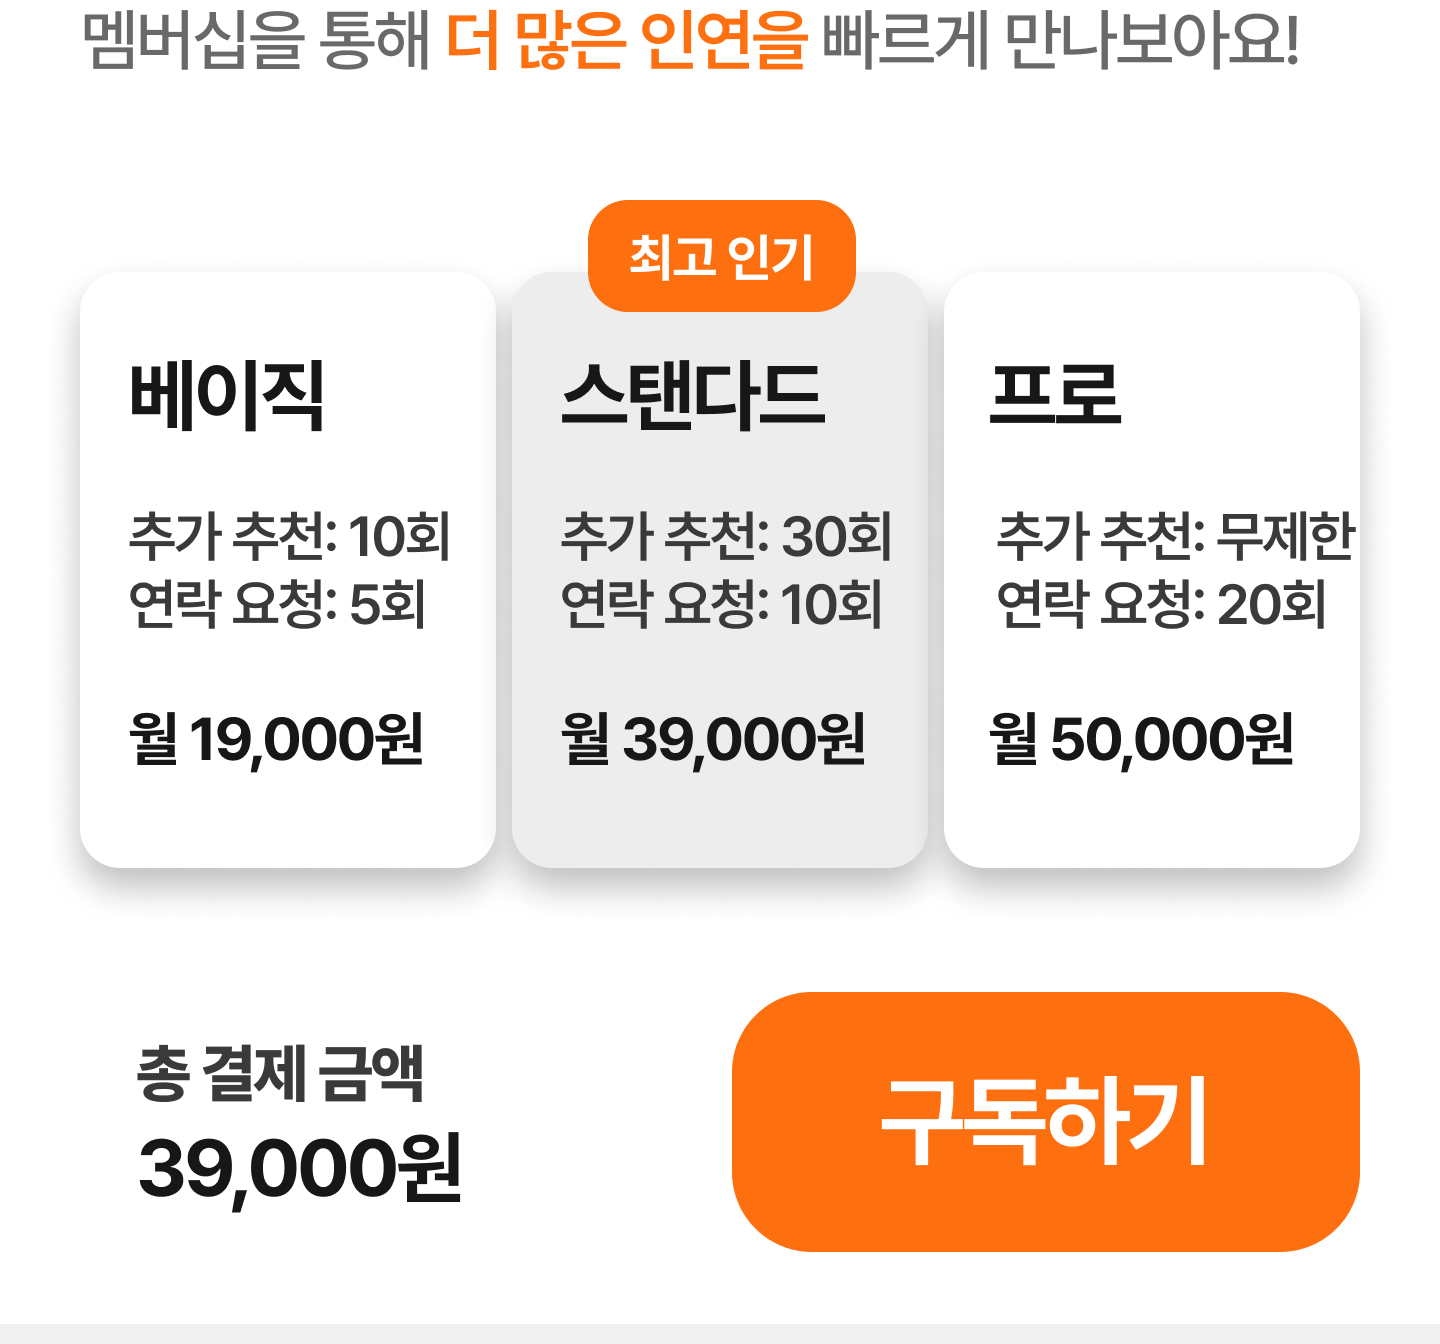 멤버십을 통해 더 많은 인연을 빠르게 만나보아요!
최고 인기
베이직
추가 추천: 10회
연락 요청: 5회
월 19,000원
스탠다드
추가 추천: 30회
연락 요청: 10회
월 39,000원
프로
추가 추천: 무제한
연락 요청: 20회
월 50,000원
총 결제 금액
39,000원
구독하기